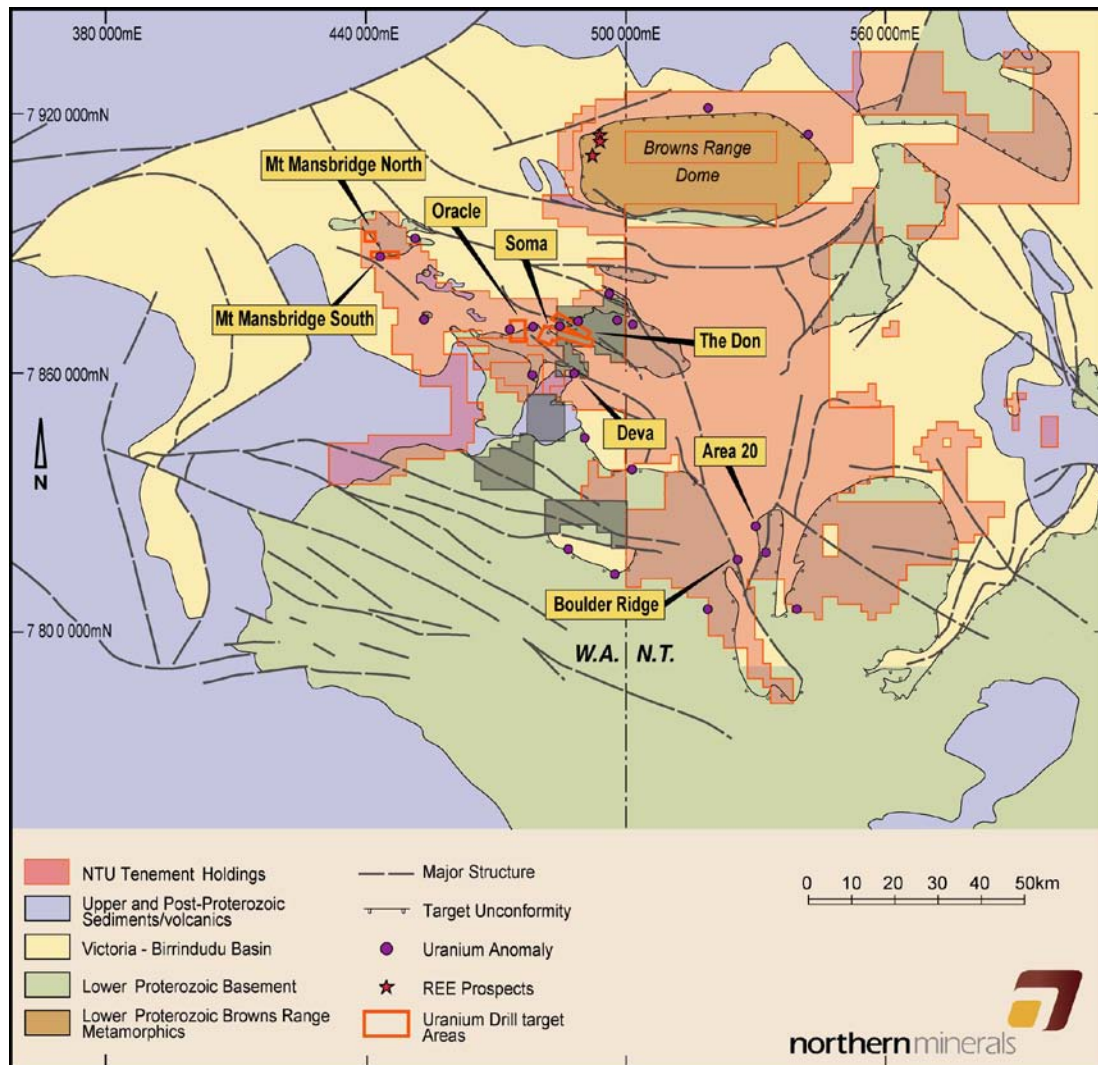 380 000mE
440 000mE
500 000mE
560 000mE
7 920 000mN
Browns Range
Dome
Mt Mansbridge North
Oracle
Soma
Mt Mansbridge South
The Don
7 860 000mN
Deva
Area 20
N
Boulder Ridge
7 800 000mN
W.A.
N.T.
NTU Tenement Holdings
Upper and Post-Proterozoic
Sediments/volcanics
Victoria - Birrindudu Basin
Lower Proterozoic Basement
Lower Proterozoic Browns Range
Metamorphics
Major Structure
Target Unconformity
Uranium Anomaly
REE Prospects
Uranium Drill target
Areas
0 10 20 30 40 50km
northernminerals